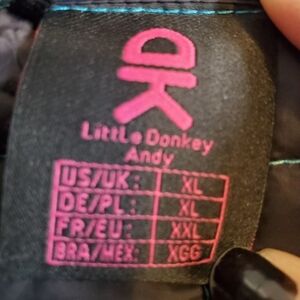 Little Donkey
Andy
US/UK: XL
DE/PL: XL
FR/EU: XXL
BRA/MEX: XGG